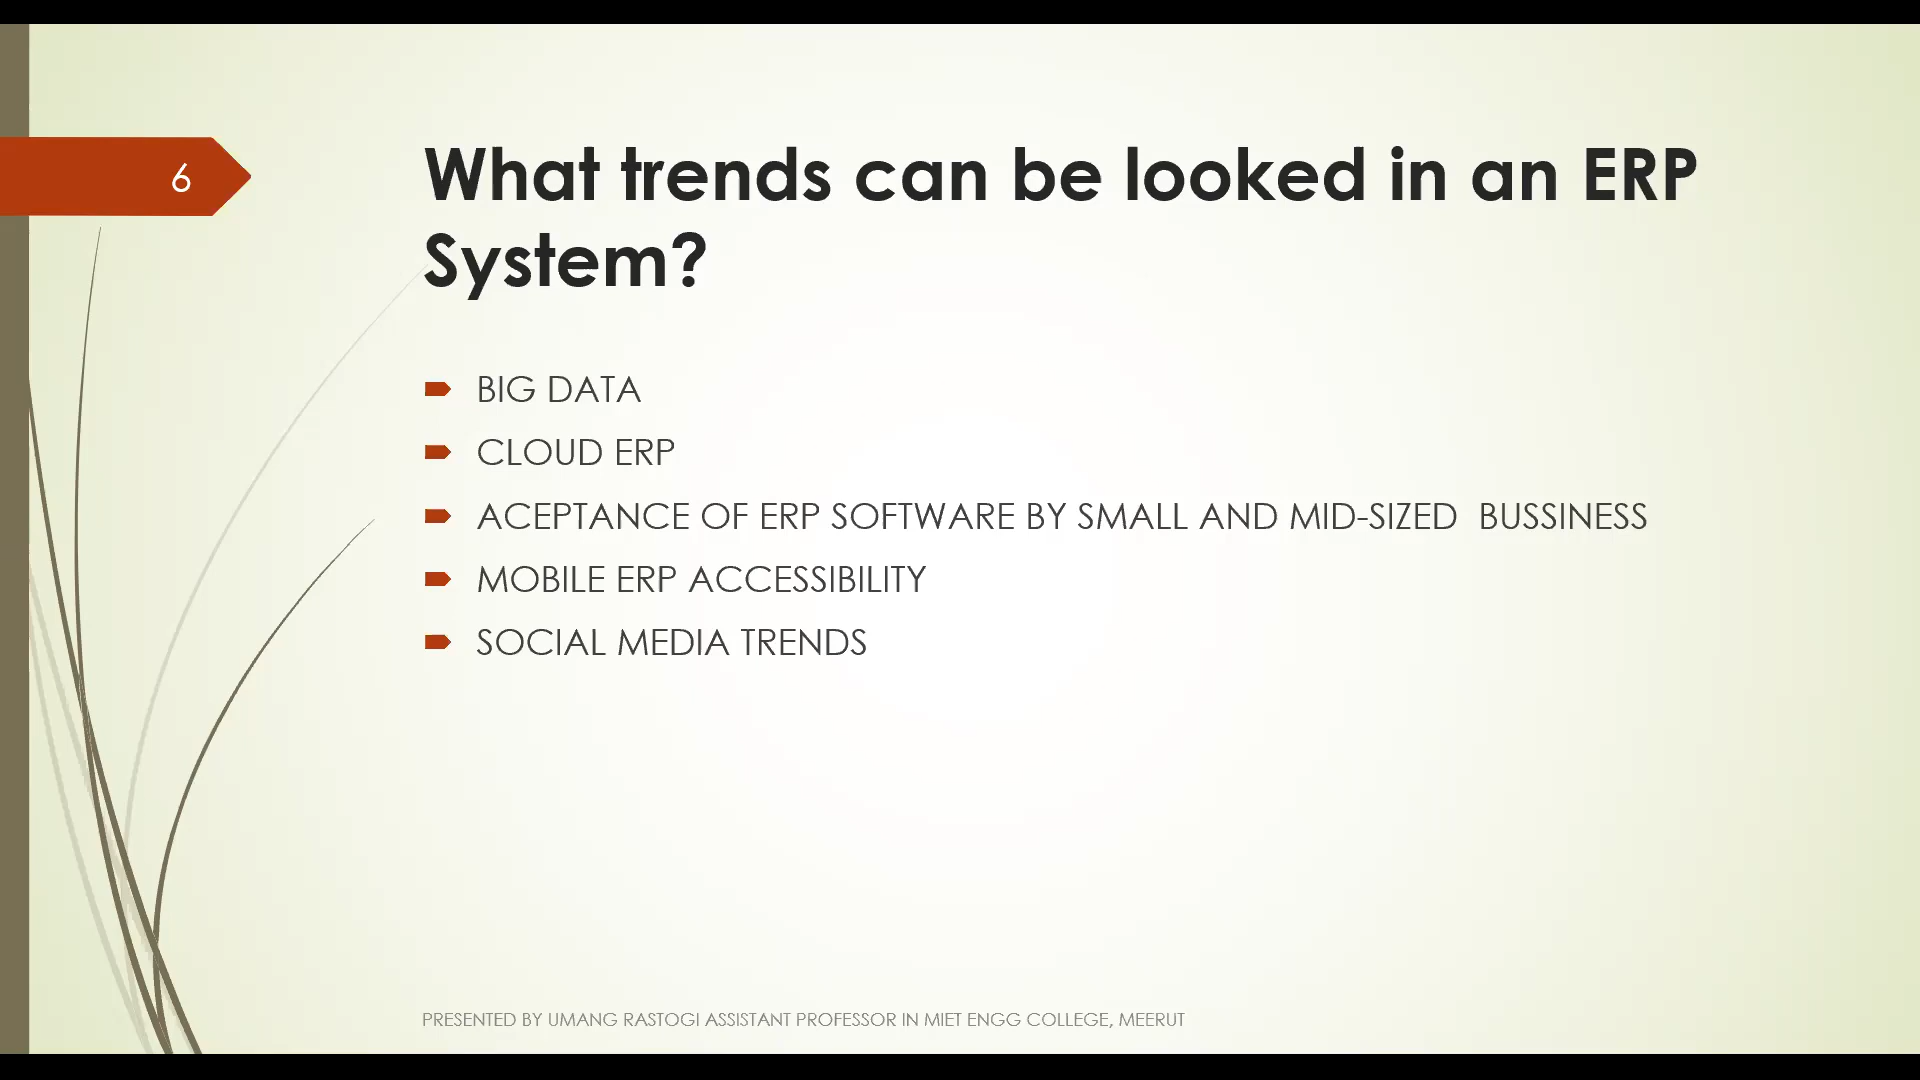 6
What trends can be looked in an ERP
System?
BIG DATA
CLOUD ERP
ACEPTANCE OF ERP SOFTWARE BY SMALL AND MID-SIZED BUSSINESS
MOBILE ERP ACCESSIBILITY
SOCIAL MEDIA TRENDS
PRESENTED BY UMANG RASTOGI ASSISTANT PROFESSOR IN MIET ENGG COLLEGE, MEERUT